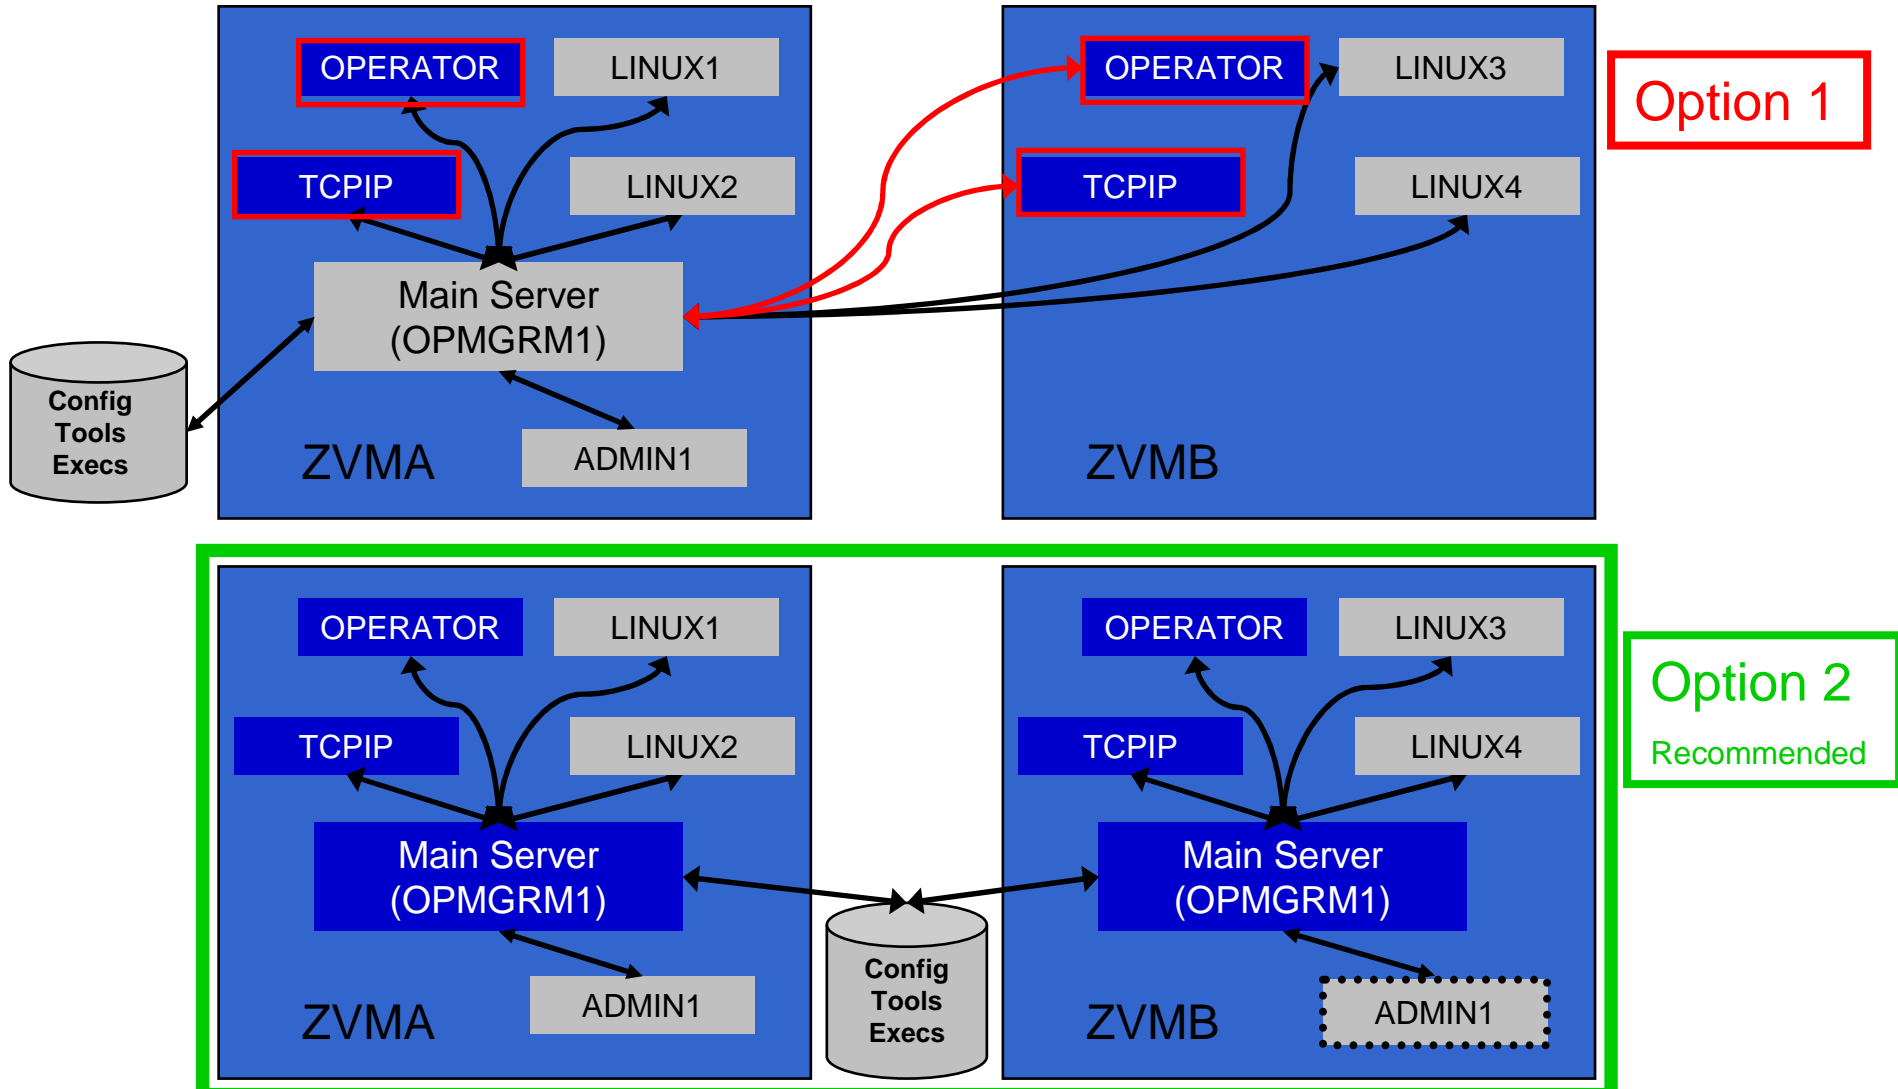 OPERATOR
LINUX1
TCPIP
LINUX2
Main Server
(OPMGRM1)
Config
Tools
Execs
ZVMA
ADMIN1
OPERATOR
LINUX3
TCPIP
LINUX4
ZVMB
Option 1
OPERATOR
LINUX1
TCPIP
LINUX2
Main Server
(OPMGRM1)
ZVMA
ADMIN1
Config
Tools
Execs
OPERATOR
LINUX3
TCPIP
LINUX4
Main Server
(OPMGRM1)
ZVMB
ADMIN1
Option 2
Recommended